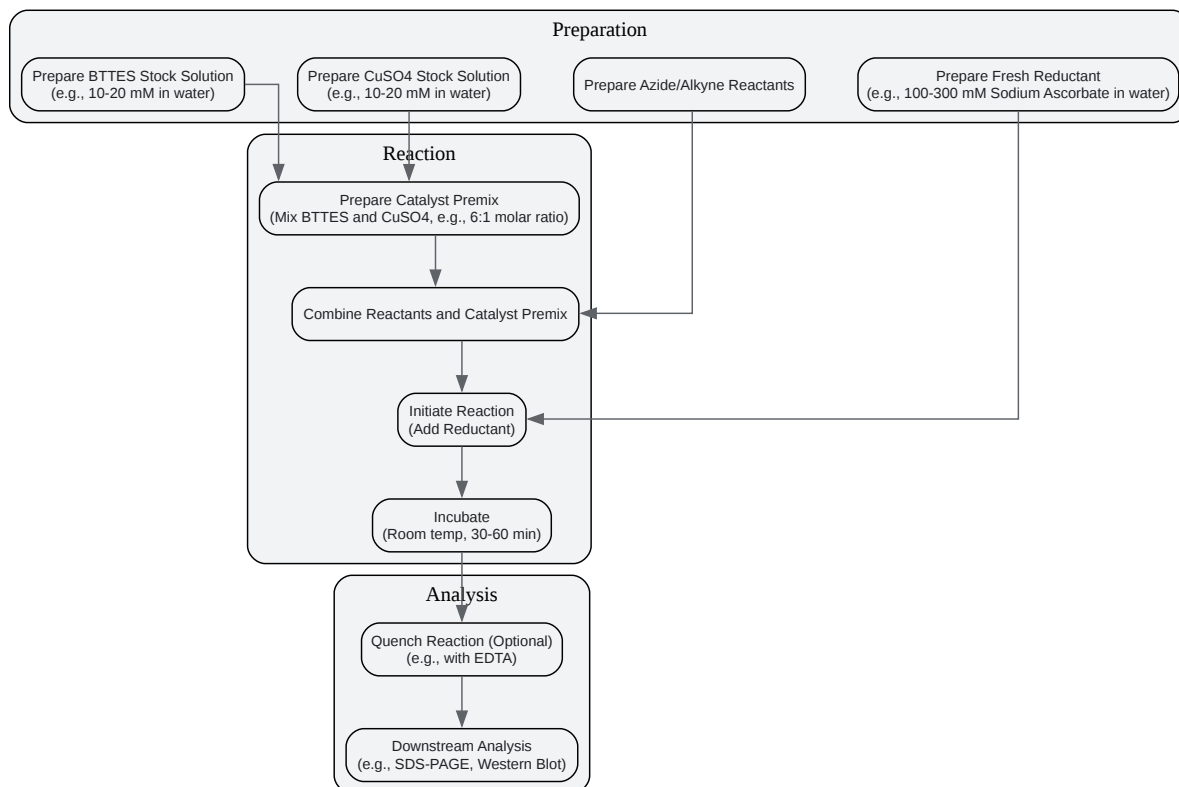 Preparation
Prepare BTTES Stock Solution
(e.g., 10-20 mM in water)
Prepare CuSO4 Stock Solution
(e.g., 10-20 mM in water)
Prepare Azide/Alkyne Reactants
Prepare Fresh Reductant
(e.g., 100-300 mM Sodium Ascorbate in water)
Reaction
Prepare Catalyst Premix
(Mix BTTES and CuSO4, e.g., 6:1 molar ratio)
Combine Reactants and Catalyst Premix
Initiate Reaction
(Add Reductant)
Incubate
(Room temp, 30-60 min)
Analysis
Quench Reaction (Optional)
(e.g., with EDTA)
Downstream Analysis
(e.g., SDS-PAGE, Western Blot)